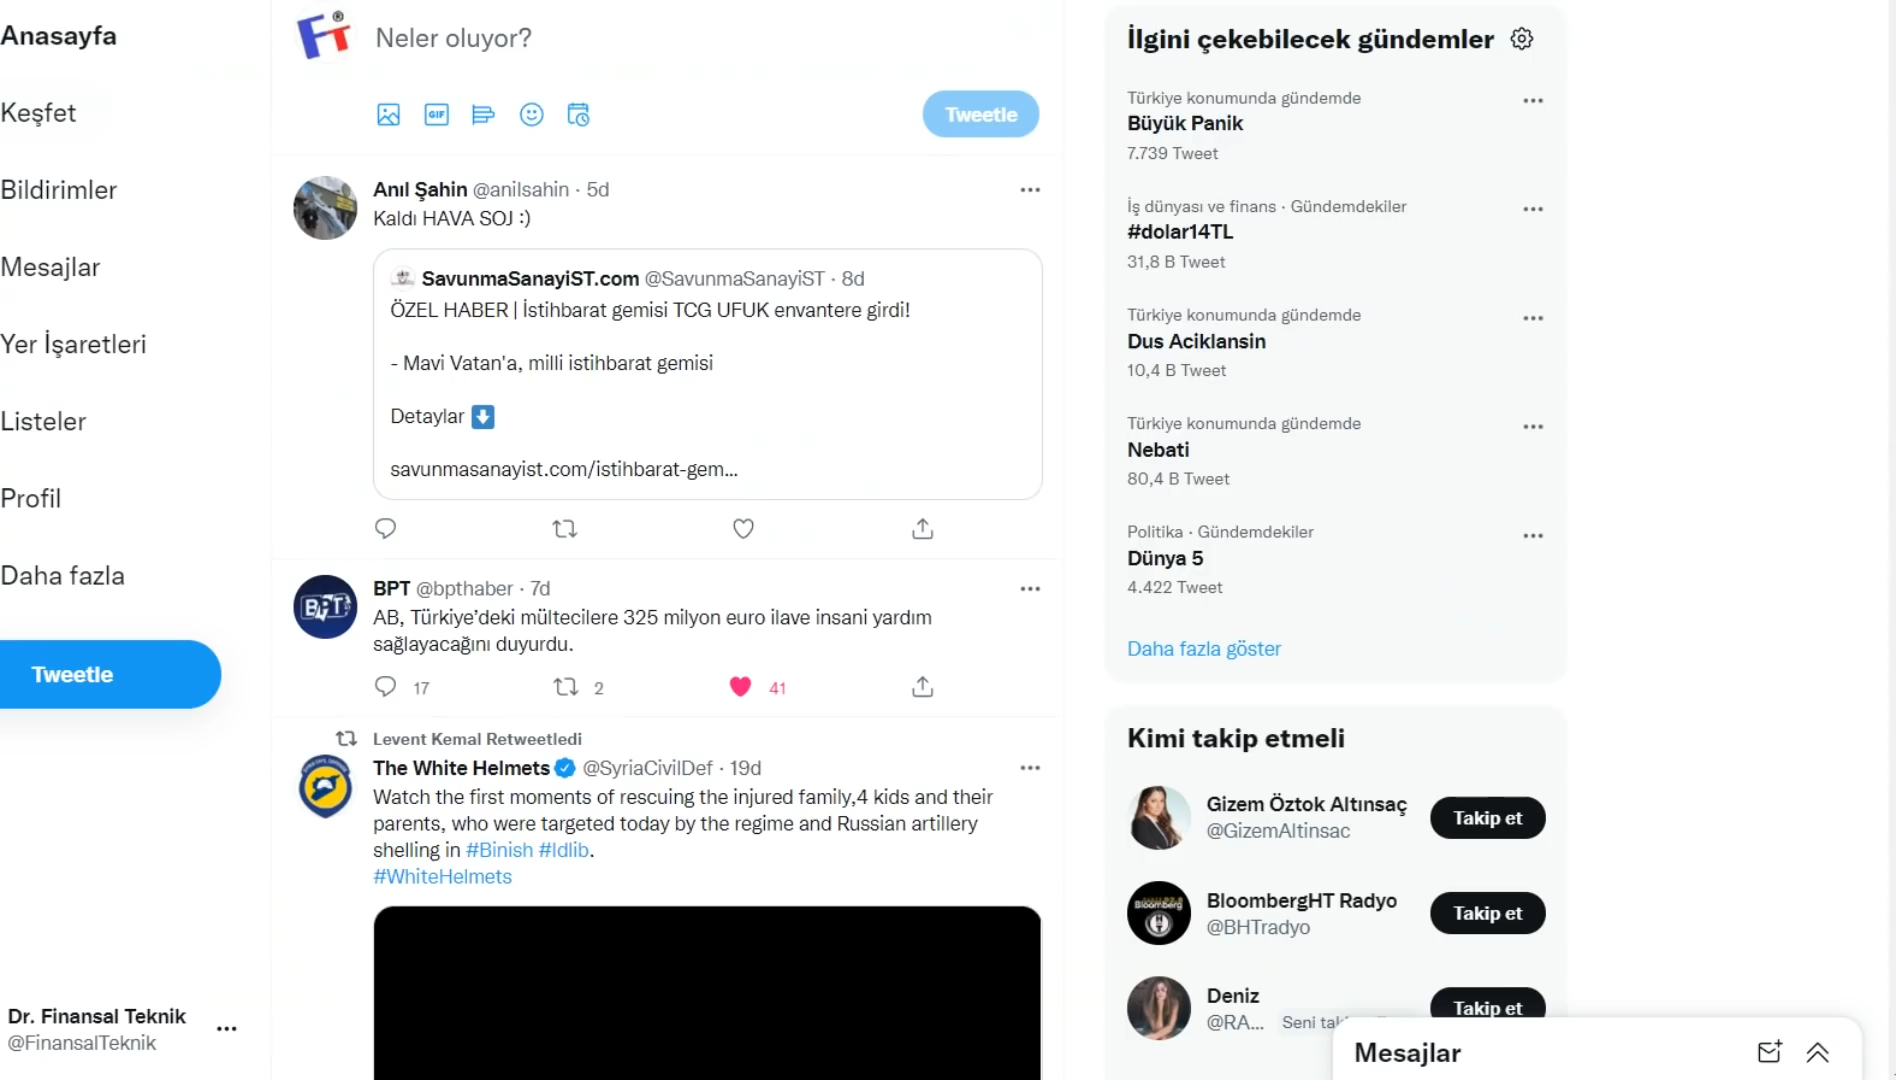 Anasayfa
Keşfet
Bildirimler
Mesajlar
Yer İşaretleri
Listeler
Profil
Daha fazla
Tweetle
Dr. Finansal Teknik
@FinansalTeknik
FT
Neler oluyor?
GIF
Tweetle
Anıl Şahin @anilsahin · 5d
Kaldı HAVA SOJ :)
SavunmaSanayiST.com @SavunmaSanayiST · 8d
ÖZEL HABER | İstihbarat gemisi TCG UFUK envantere girdi!
- Mavi Vatan'a, milli istihbarat gemisi
Detaylar
savunmasanayist.com/istihbarat-gem...
BPT
BPT @bpthaber · 7d
AB, Türkiye’deki mültecilere 325 milyon euro ilave insani yardım
sağlayacağını duyurdu.
17 2 41
Levent Kemal Retweetledi
The White Helmets @SyriaCivilDef · 19d
Watch the first moments of rescuing the injured family,4 kids and their
parents, who were targeted today by the regime and Russian artillery
shelling in #Binish #Idlib.
#WhiteHelmets
İlgini çekebilecek gündemler
Türkiye konumunda gündemde
Büyük Panik
7.739 Tweet
İş dünyası ve finans · Gündemdekiler
#dolar14TL
31,8 B Tweet
Türkiye konumunda gündemde
Dus Aciklansin
10,4 B Tweet
Türkiye konumunda gündemde
Nebati
80,4 B Tweet
Politika · Gündemdekiler
Dünya 5
4.422 Tweet
Daha fazla göster
Kimi takip etmeli
Gizem Öztok Altınsaç
@GizemAltinsac
Takip et
Bloomberg
BloombergHT Radyo
@BHTradyo
Takip et
Deniz
@RA... Seni
Takip et
Mesajlar